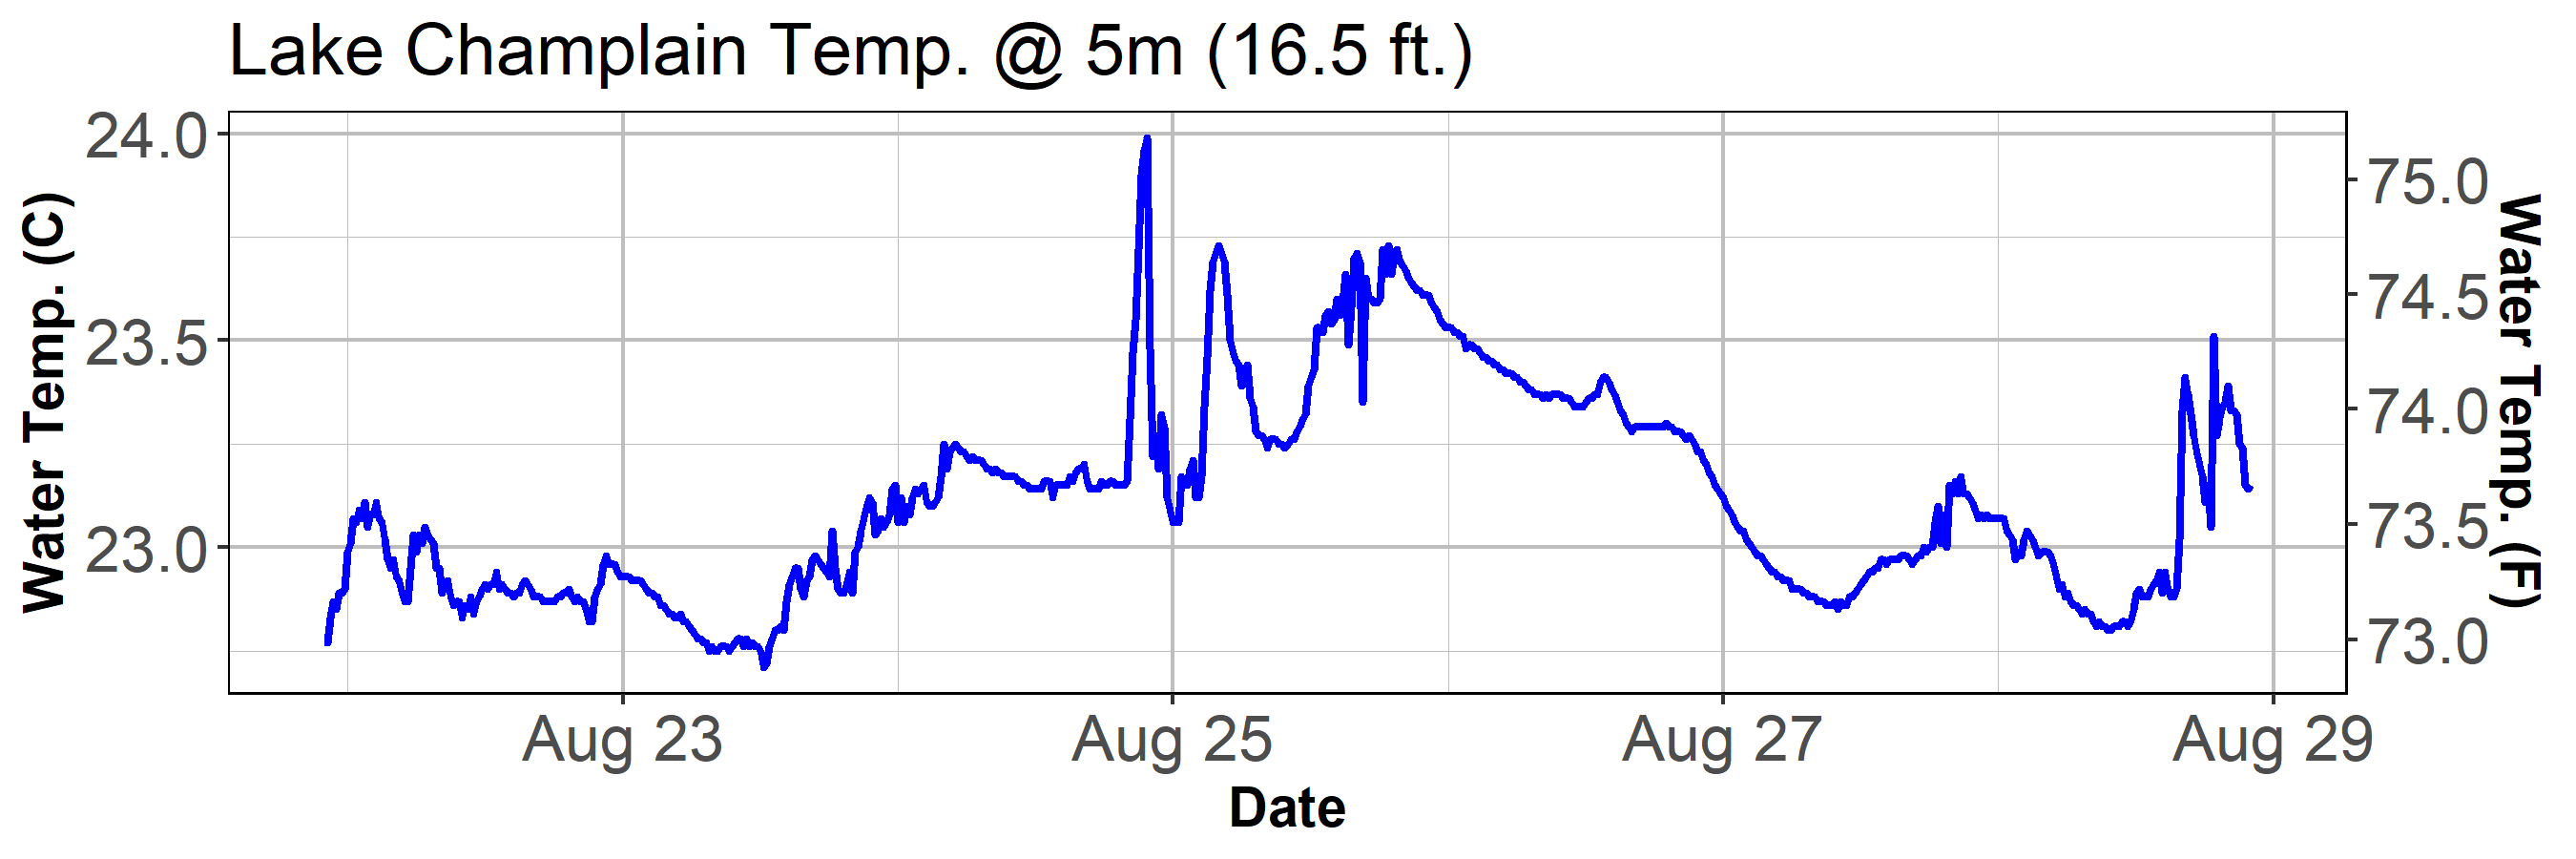 Lake Champlain Temp. @ 5m (16.5 ft.)
Water Temp. (C)
24.0
23.5
23.0
75.0
74.5
74.0
73.5
73.0
Water Temp. (F)
Aug 23 Aug 25 Aug 27 Aug 29
Date